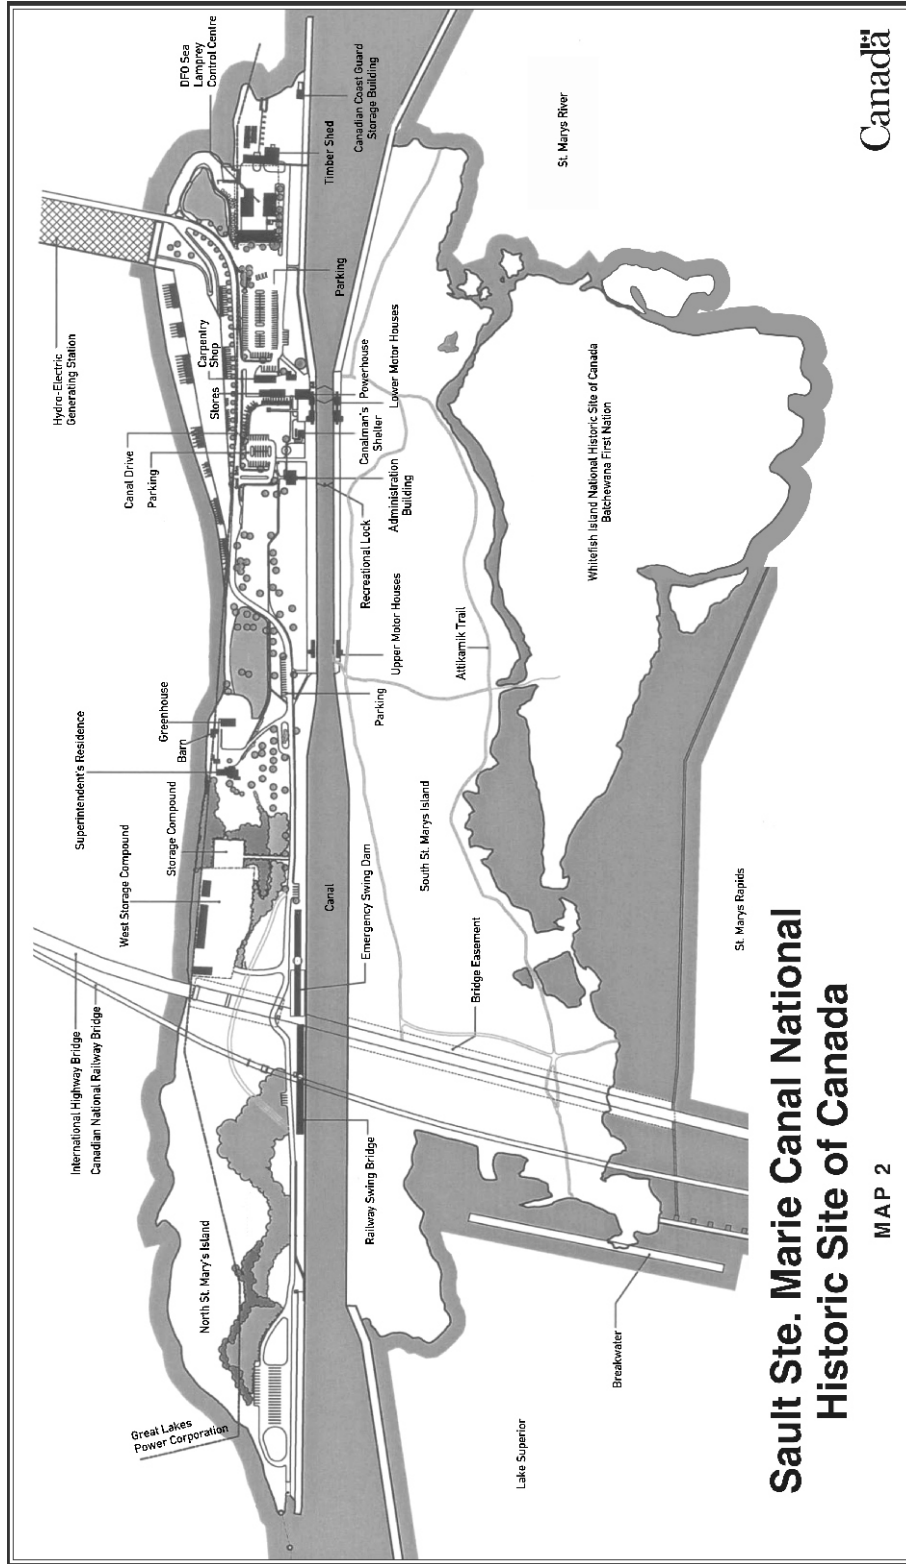 Hydro-Electric
Generating Station
DFO Sea
Lamprey
Control Centre
Canal Drive
Parking
Carpentry
Shop
Stores
Superintendent's Residence
Greenhouse
Barn
International Highway Bridge
Canadian National Railway Bridge
West Storage Compound
Storage Compound
North St. Mary's Island
Great Lakes
Power Corporation
Canadian Coast Guard
Storage Building
Timber Shed
Parking
Powerhouse
Lower Motor Houses
Canalman's
Shelter
Administration
Building
Recreational Lock
Upper Motor Houses
Parking
Canal
Emergency Swing Dam
Railway Swing Bridge
Attikamik Trail
South St. Marys Island
Bridge Easement
St. Marys River
Whitefish Island National Historic Site of Canada
Batchewana First Nation
St. Marys Rapids
Breakwater
Lake Superior
Sault Ste. Marie Canal National
Historic Site of Canada
MAP 2
Canada